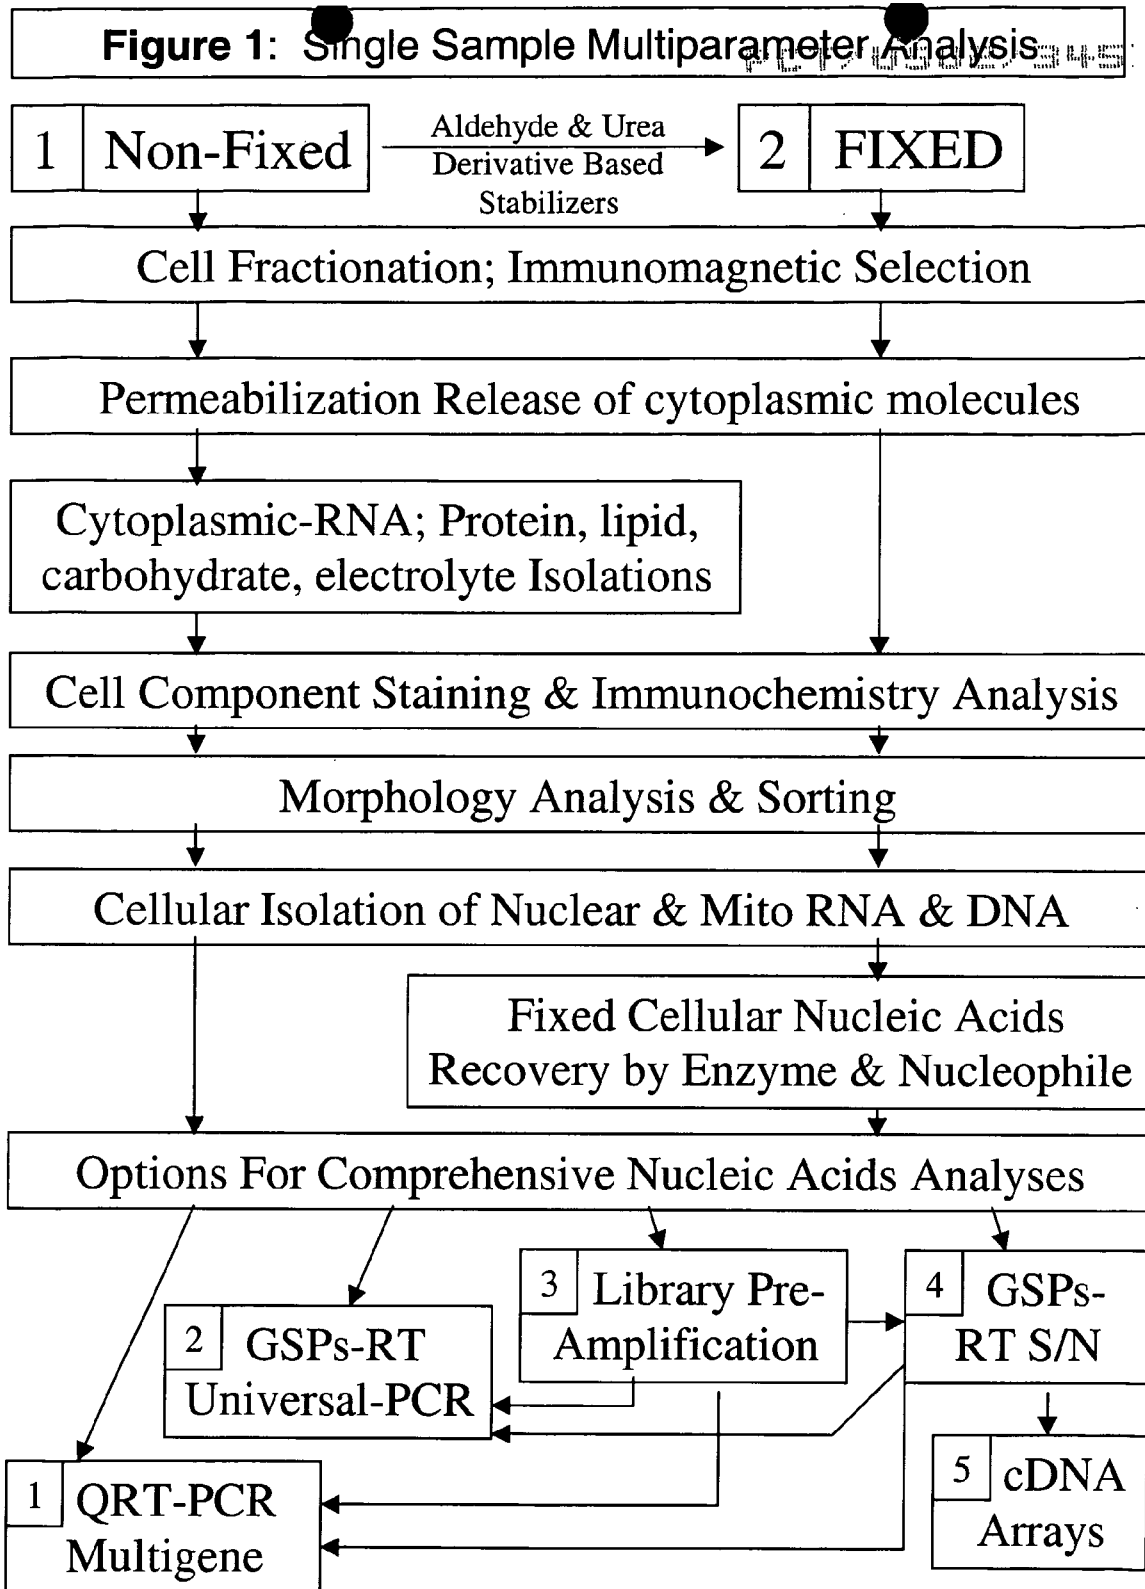 Figure 1: Single Sample Multiparameter Analysis
1 Non-Fixed
Aldehyde & Urea
Derivative Based
Stabilizers
2 FIXED
Cell Fractionation; Immunomagnetic Selection
Permeabilization Release of cytoplasmic molecules
Cytoplasmic-RNA; Protein, lipid,
carbohydrate, electrolyte Isolations
Cell Component Staining & Immunochemistry Analysis
Morphology Analysis & Sorting
Cellular Isolation of Nuclear & Mito RNA & DNA
Fixed Cellular Nucleic Acids
Recovery by Enzyme & Nucleophile
Options For Comprehensive Nucleic Acids Analyses
3 Library Pre-
Amplification
4 GSPs-
RT S/N
2 GSPs-RT
Universal-PCR
1 QRT-PCR
Multigene
5 cDNA
Arrays